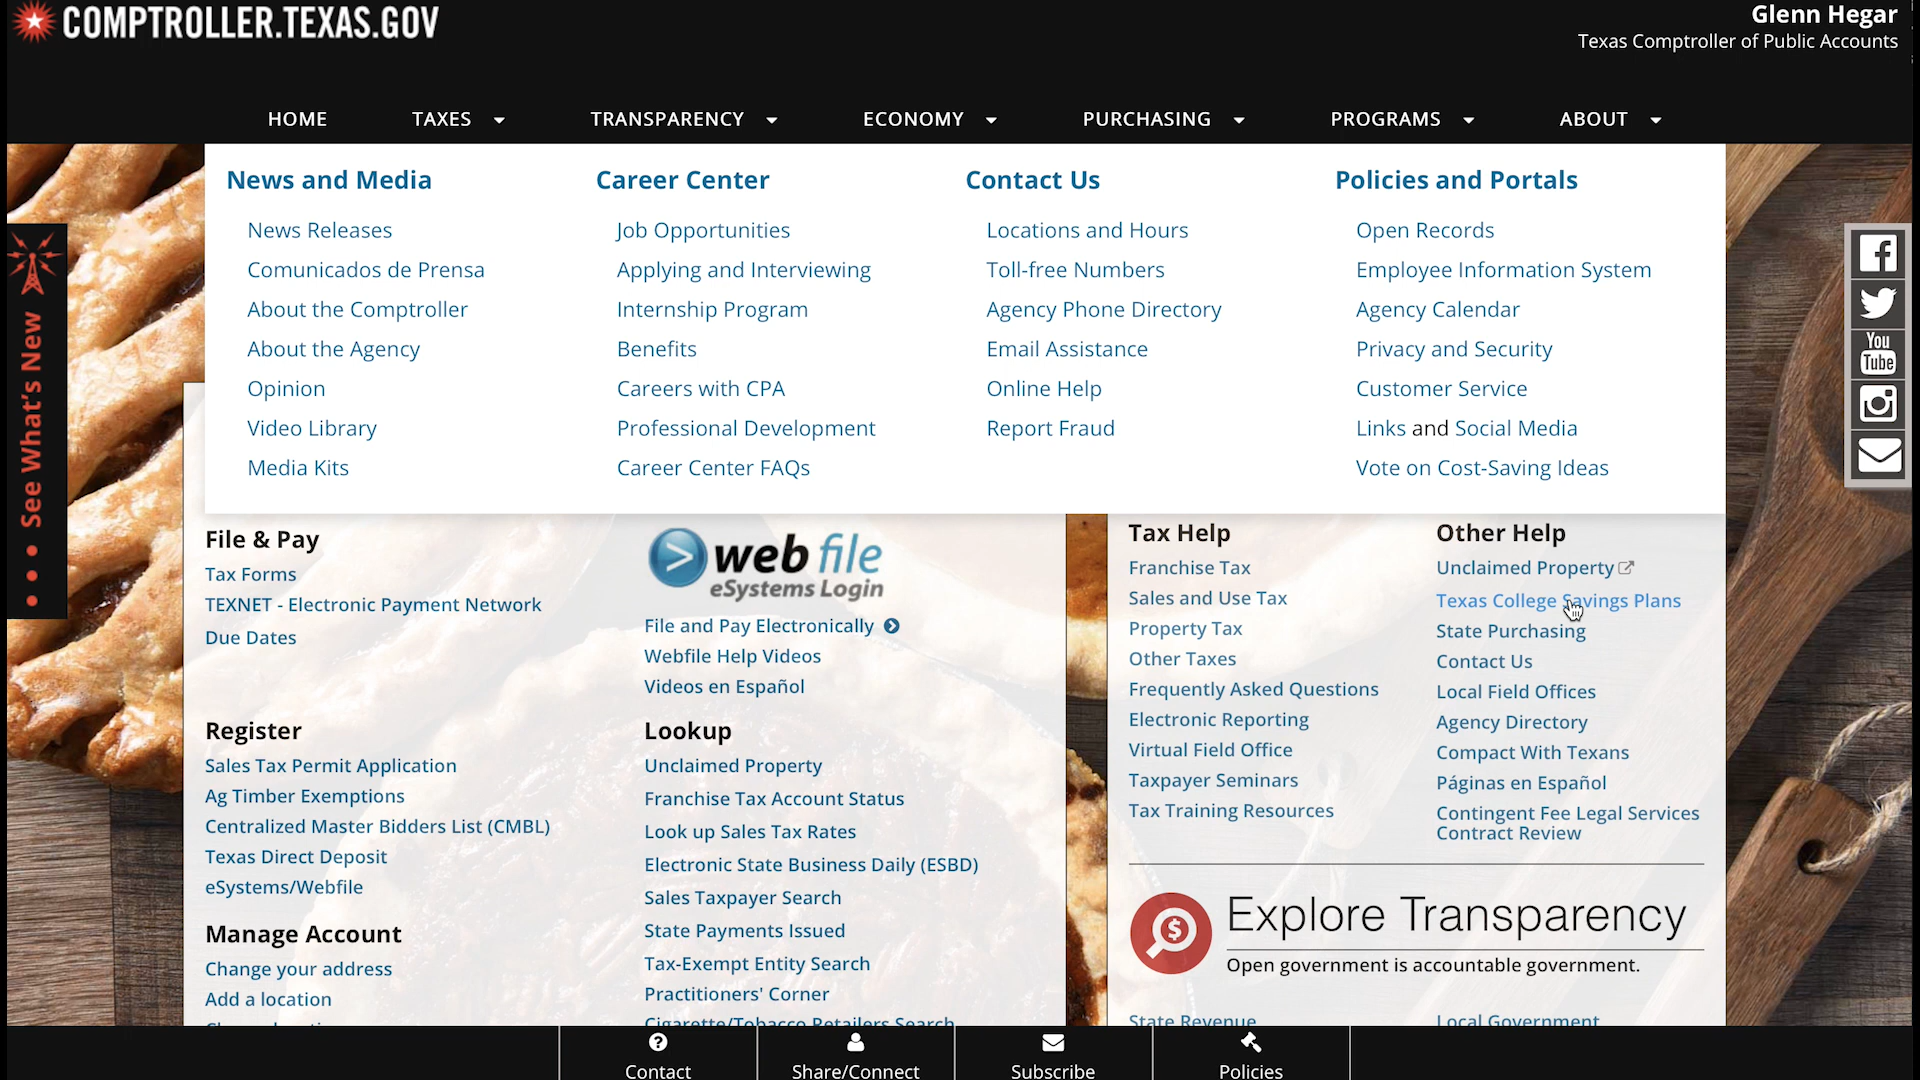 COMPTROLLER.TEXAS.GOV
Glenn Hegar
Texas Comptroller of Public Accounts
HOME
TAXES
TRANSPARENCY
ECONOMY
PURCHASING
PROGRAMS
ABOUT
News and Media
News Releases
Comunicados de Prensa
About the Comptroller
About the Agency
Opinion
Video Library
Media Kits
Career Center
Job Opportunities
Applying and Interviewing
Internship Program
Benefits
Careers with CPA
Professional Development
Career Center FAQs
Contact Us
Locations and Hours
Toll-free Numbers
Agency Phone Directory
Email Assistance
Online Help
Report Fraud
Policies and Portals
Open Records
Employee Information System
Agency Calendar
Privacy and Security
Customer Service
Links and Social Media
Vote on Cost-Saving Ideas
See What's New
You
Tube
File & Pay
Tax Forms
TEXNET - Electronic Payment Network
Due Dates
Register
Sales Tax Permit Application
Ag Timber Exemptions
Centralized Master Bidders List (CMBL)
Texas Direct Deposit
eSystems/Webfile
Manage Account
Change your address
Add a location
web file
eSystems Login
File and Pay Electronically
Webfile Help Videos
Videos en Español
Lookup
Unclaimed Property
Franchise Tax Account Status
Look up Sales Tax Rates
Electronic State Business Daily (ESBD)
Sales Taxpayer Search
State Payments Issued
Tax-Exempt Entity Search
Practitioners' Corner
Cigarette/Tobacco Retailers Search
Tax Help
Franchise Tax
Sales and Use Tax
Property Tax
Other Taxes
Frequently Asked Questions
Electronic Reporting
Virtual Field Office
Taxpayer Seminars
Tax Training Resources
Other Help
Unclaimed Property
Texas College Savings Plans
State Purchasing
Contact Us
Local Field Offices
Agency Directory
Compact With Texans
Páginas en Español
Contingent Fee Legal Services
Contract Review
Explore Transparency
Open government is accountable government.
State Revenue
Local Government
Contact
Share/Connect
Subscribe
Policies